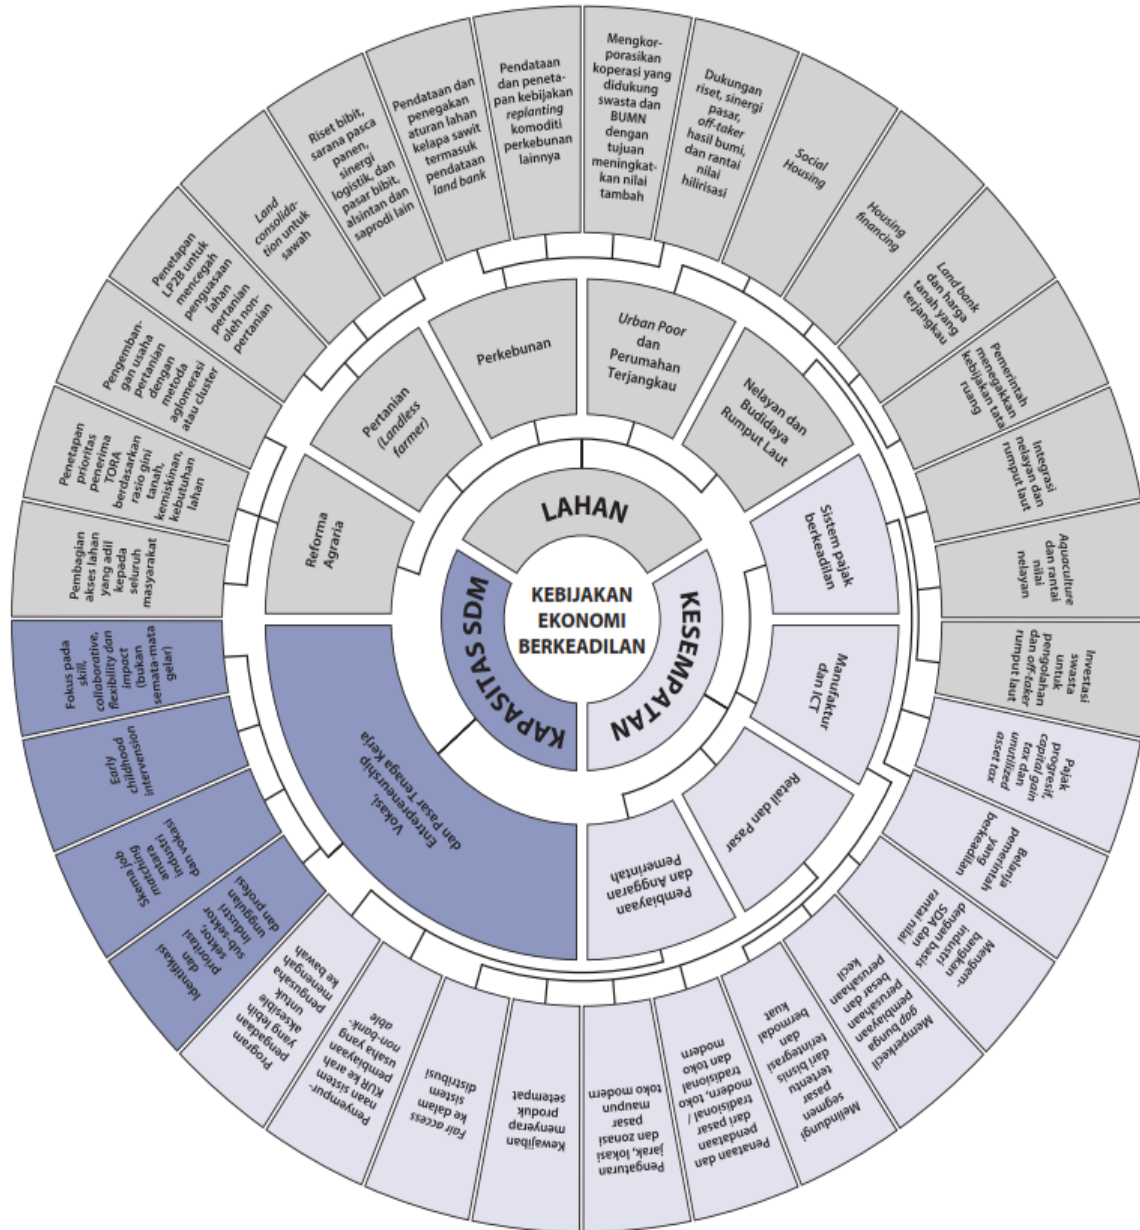 KEBIJAKAN
EKONOMI
BERKEADILAN
LAHAN
KESEMPATAN
KAPASITAS SDM
Reforma
Agraria
Pertanian
(Landless
farmer)
Perkebunan
Urban Poor
dan
Perumahan
Terjangkau
Nelayan dan
Budidaya
Rumput Laut
Sistem pajak
berkeadilan
Manufaktur
dan ICT
Retail dan Pasar
Pembiayaan
dan Anggaran
Pemerintah
Vokasi,
Entrepreneurship
dan Pasar Tenaga Kerja
Pembagian
akses lahan
yang adil
kepada
seluruh
masyarakat
Penetapan
prioritas
penerima
TORA
berdasarkan
rasio gini
tanah,
kemiskinan,
kebutuhan
lahan
Pengemban-
gan usaha
pertanian
dengan
metoda
aglomerasi
atau cluster
Penetapan
LP2B untuk
mencegah
penguasaan
lahan
pertanian
oleh non-
pertanian
Land
consolida-
tion untuk
sawah
Riset bibit,
sarana pasca
panen,
sinergi
logistik, dan
pasar bibit,
alsintan dan
saprodi lain
Pendataan dan
penegakan
aturan lahan
kelapa sawit
termasuk
pendataan
land bank
Pendataan
dan peneta-
pan kebijakan
replanting
komoditi
perkebunan
lainnya
Mengkor-
porasikan
koperasi yang
didukung
swasta dan
BUMN
dengan
tujuan
meningkat-
kan nilai
tambah
Dukungan
riset, sinergi
pasar,
off-taker
hasil bumi,
dan rantai
nilai
hilirisasi
Social
Housing
Housing
financing
Land bank
dan harga
tanah yang
terjangkau
Pemerintah
menegakkan
kebijakan tata
ruang
Integrasi
nelayan dan
rumput laut
Aquaculture
dan rantai
nilai
nelayan
Investasi
swasta
untuk
pengolahan
dan off-taker
rumput laut
Pajak
progresif,
capital gain
tax dan
unutilized
asset tax
Belanja
pemerintah
yang
berkeadilan
Mengem-
bangkan
industri
dengan basis
SDA dan
rantai nilai
Memperkecil
gap bunga
pembiayaan
perusahaan
besar dan
perusahaan
kecil
Melindungi
segmen
pasar
tertentu
dari bisnis
terintegrasi
dan
bermodal
kuat
Penataan dan
pendataan
dari pasar
tradisional /
modern, toko
tradisional
dan toko
modern
Pengaturan
jarak, lokasi
dan zonasi
pasar
maupun
toko modern
Kewajiban
menyerap
produk
setempat
Fair access
ke dalam
sistem
distribusi
Penyempur-
naan sistem
KUR ke arah
pembiayaan
usaha yang
non-bank-
able
Program
pengadaan
yang lebih
aksesible
untuk
pengusaha
menengah
ke bawah
Identifikasi
dan
prioritasi
sektor,
sub-sektor
industri
unggulan
dan profesi
Skema job
matching
antara
industri
dan vokasi
Early
childhood
intervension
Fokus pada
skill,
collaborative,
flexibility dan
impact
(bukan
semata-mata
gelar)